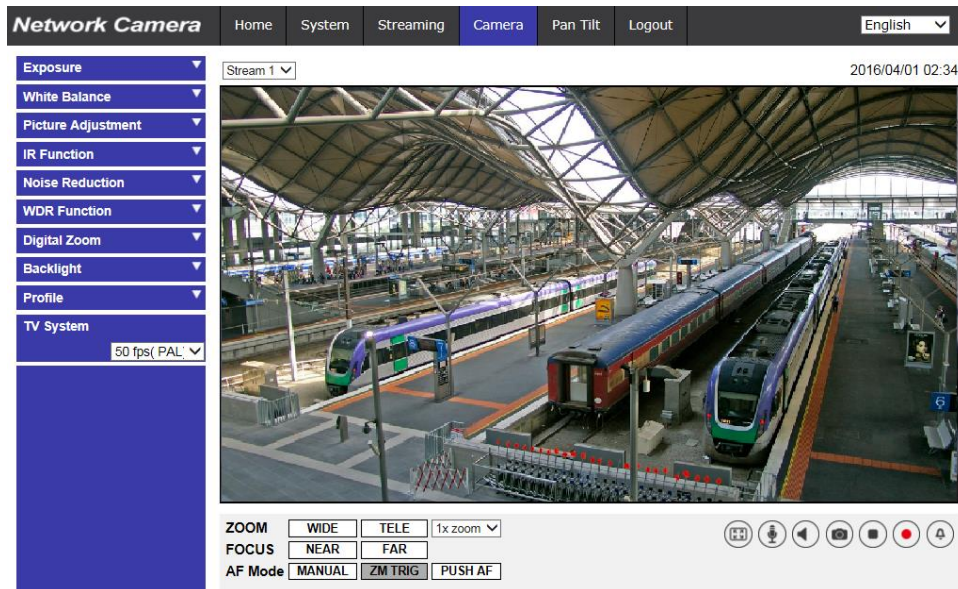 Network Camera
Home System Streaming Camera Pan Tilt Logout English
Exposure
White Balance
Picture Adjustment
IR Function
Noise Reduction
WDR Function
Digital Zoom
Backlight
Profile
TV System
50 fps( PAL)
Stream 1
2016/04/01 02:34
6
ZOOM WIDE TELE 1x zoom
FOCUS NEAR FAR
AF Mode MANUAL ZM TRIG PUSH AF